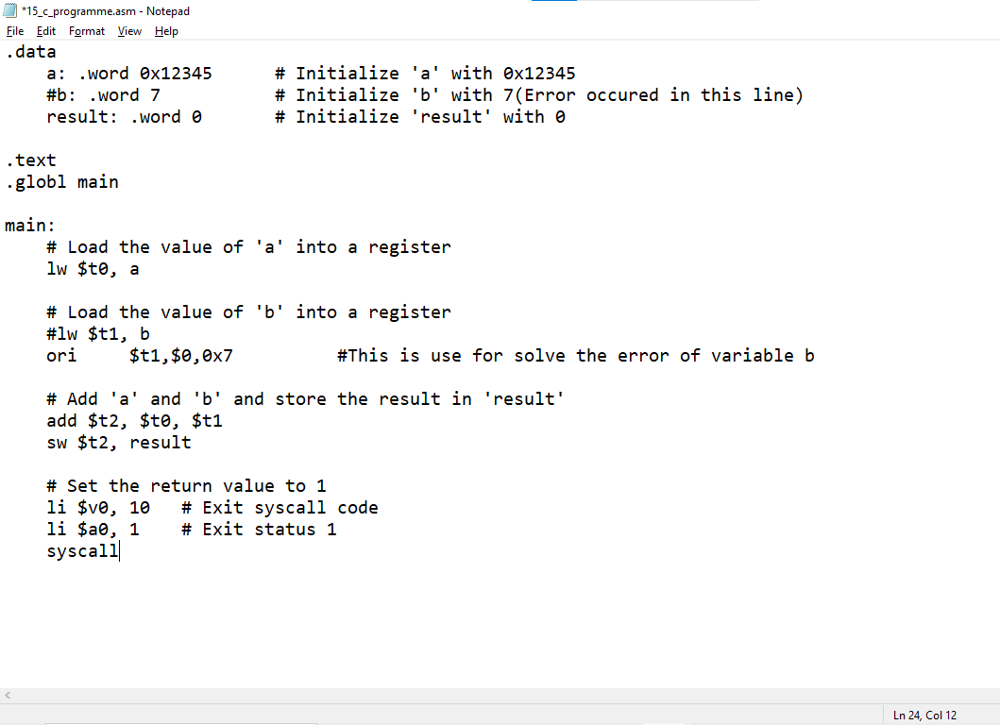 *15_c_programme.asm - Notepad
File Edit Format View Help
.data
    a: .word 0x12345      # Initialize 'a' with 0x12345
    #b: .word 7           # Initialize 'b' with 7(Error occured in this line)
    result: .word 0       # Initialize 'result' with 0

.text
.globl main

main:
    # Load the value of 'a' into a register
    lw $t0, a

    # Load the value of 'b' into a register
    #lw $t1, b
    ori     $t1,$0,0x7          #This is use for solve the error of variable b

    # Add 'a' and 'b' and store the result in 'result'
    add $t2, $t0, $t1
    sw $t2, result

    # Set the return value to 1
    li $v0, 10   # Exit syscall code
    li $a0, 1    # Exit status 1
    syscall
Ln 24, Col 12